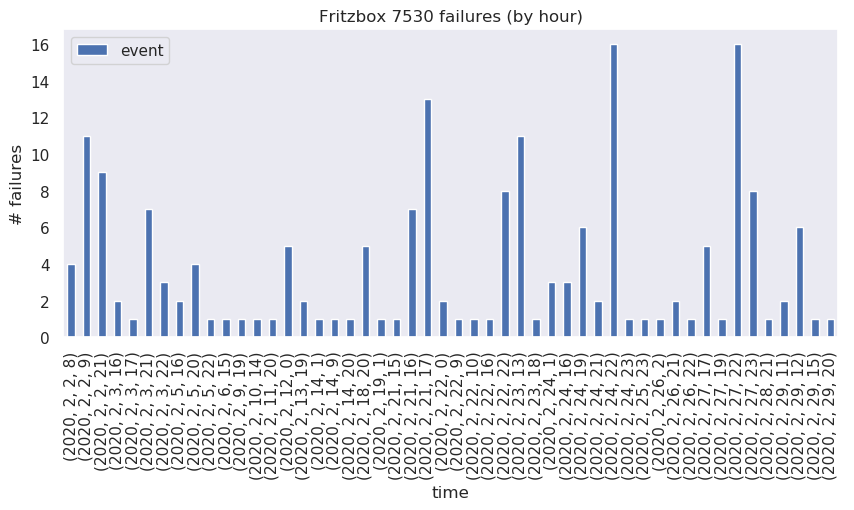 Fritzbox 7530 failures (by hour)
event
# failures
16
14
12
10
8
6
4
2
0
(2020, 2, 2, 8)
(2020, 2, 2, 9)
(2020, 2, 2, 21)
(2020, 2, 3, 16)
(2020, 2, 3, 17)
(2020, 2, 3, 21)
(2020, 2, 3, 22)
(2020, 2, 5, 16)
(2020, 2, 5, 20)
(2020, 2, 5, 22)
(2020, 2, 6, 15)
(2020, 2, 9, 19)
(2020, 2, 10, 14)
(2020, 2, 11, 20)
(2020, 2, 12, 0)
(2020, 2, 13, 19)
(2020, 2, 14, 1)
(2020, 2, 14, 9)
(2020, 2, 14, 20)
(2020, 2, 18, 20)
(2020, 2, 19, 1)
(2020, 2, 21, 15)
(2020, 2, 21, 16)
(2020, 2, 21, 17)
(2020, 2, 22, 0)
(2020, 2, 22, 9)
(2020, 2, 22, 10)
(2020, 2, 22, 16)
(2020, 2, 22, 22)
(2020, 2, 23, 13)
(2020, 2, 23, 18)
(2020, 2, 24, 1)
(2020, 2, 24, 16)
(2020, 2, 24, 19)
(2020, 2, 24, 21)
(2020, 2, 24, 22)
(2020, 2, 24, 23)
(2020, 2, 25, 23)
(2020, 2, 26, 2)
(2020, 2, 26, 21)
(2020, 2, 26, 22)
(2020, 2, 27, 17)
(2020, 2, 27, 19)
(2020, 2, 27, 22)
(2020, 2, 27, 23)
(2020, 2, 28, 21)
(2020, 2, 29, 11)
(2020, 2, 29, 12)
(2020, 2, 29, 15)
(2020, 2, 29, 20)
time